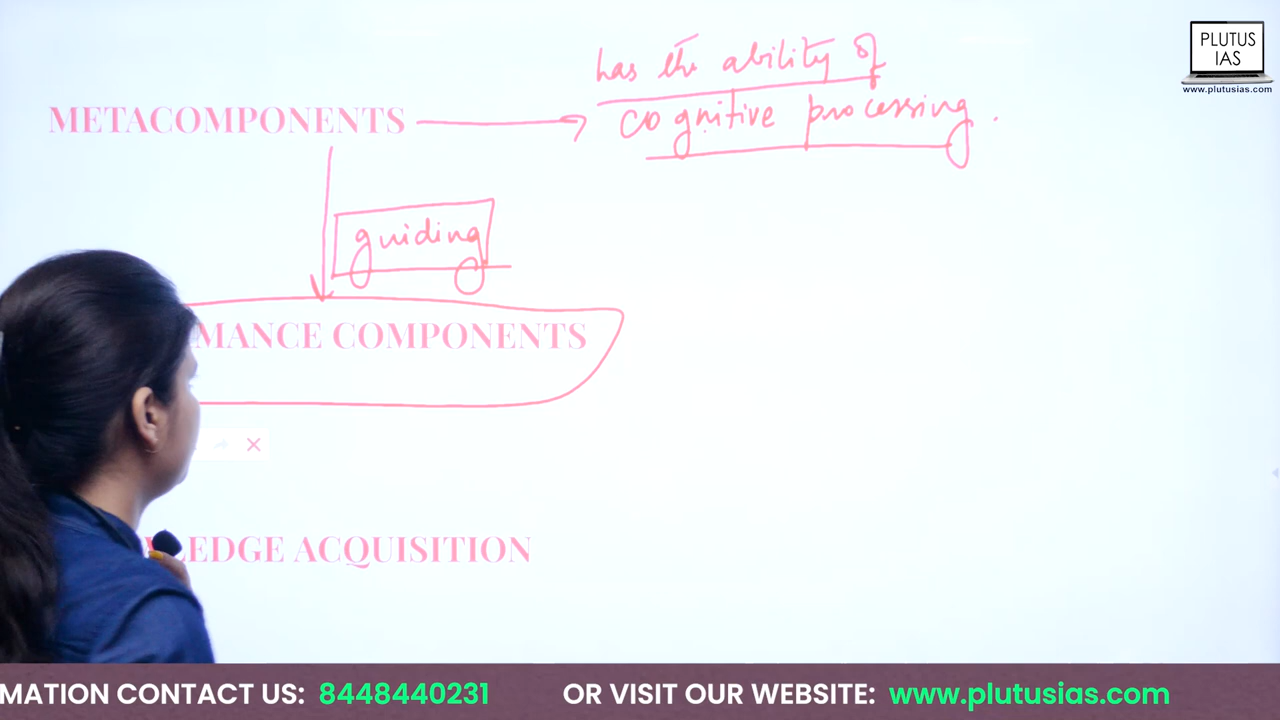 has the ability of
PLUTUS
IAS
www.plutusias.com
METACOMPONENTS
cognitive processing.
guiding
MANCE COMPONENTS
LEDGE ACQUISITION
MATION CONTACT US: 8448440231 OR VISIT OUR WEBSITE: www.plutusias.com